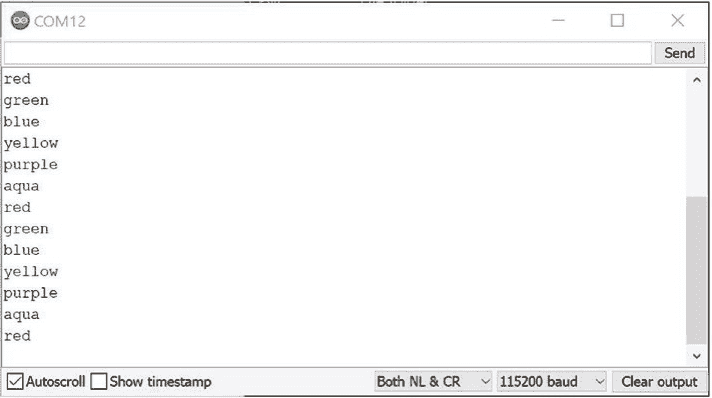 COM12
Send
red
green
blue
yellow
purple
aqua
red
green
blue
yellow
purple
aqua
red
Autoscroll Show timestamp Both NL & CR 115200 baud Clear output